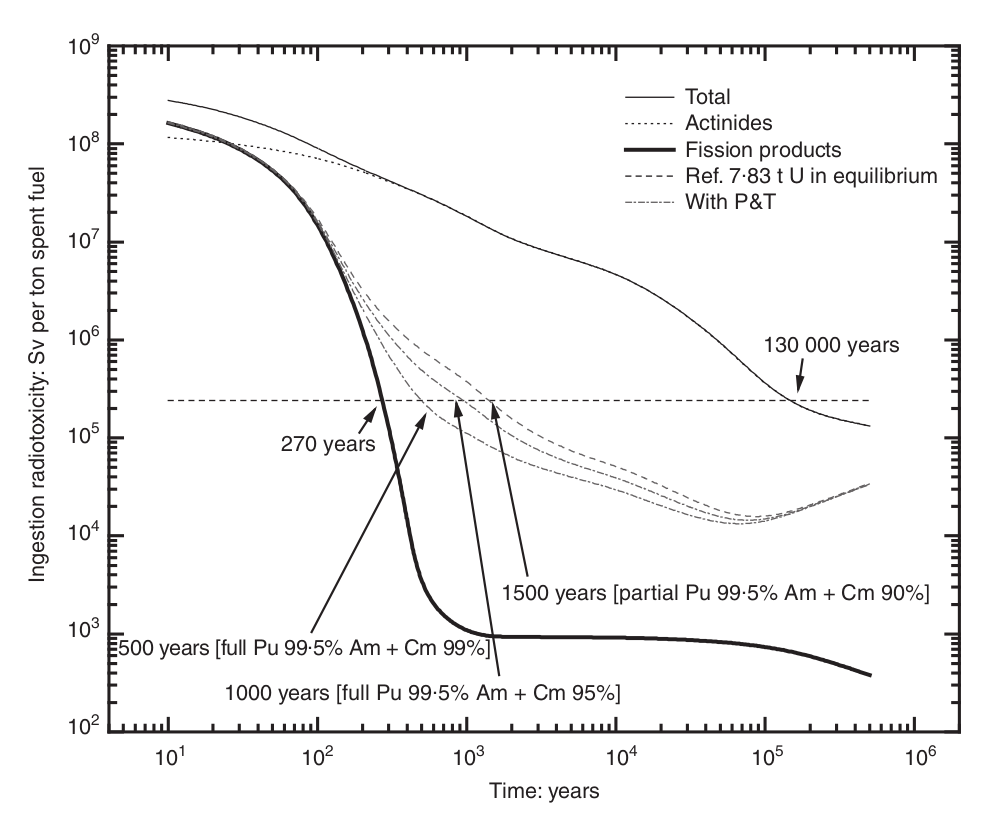 10⁹
10⁸
10⁷
10⁶
10⁵
10⁴
10³
10²
Ingestion radiotoxicity: Sv per ton spent fuel
Total
Actinides
Fission products
Ref. 7·83 t U in equilibrium
With P&T
130 000 years
270 years
1500 years [partial Pu 99·5% Am + Cm 90%]
500 years [full Pu 99·5% Am + Cm 99%]
1000 years [full Pu 99·5% Am + Cm 95%]
10¹ 10² 10³ 10⁴ 10⁵ 10⁶
Time: years